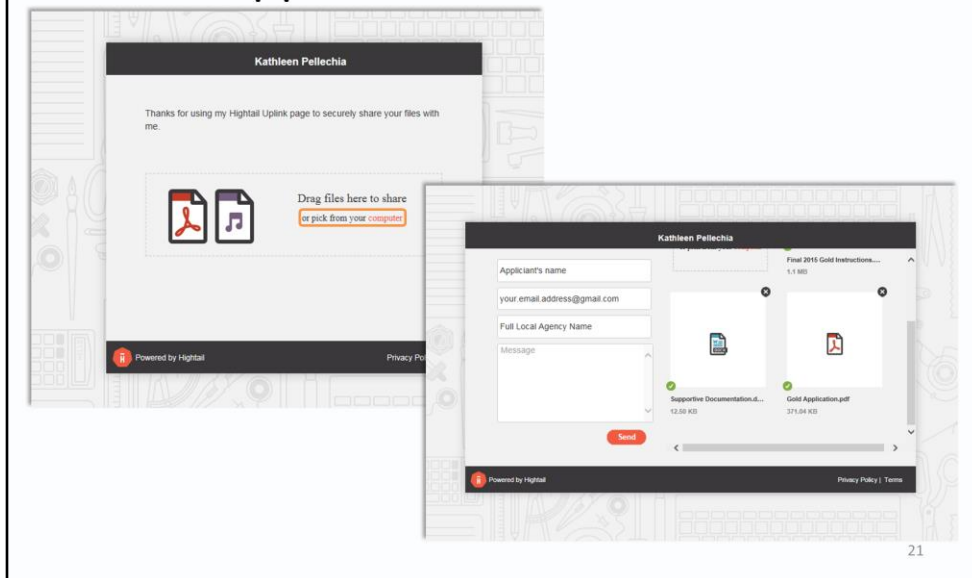 Kathleen Pellechia
Thanks for using my Hightail Uplink page to securely share your files with
me.
Drag files here to share
or pick from your computer
Powered by Hightail
Privacy Pol
Kathleen Pellechia
Appliciant's name
your.email.address@gmail.com
Full Local Agency Name
Message
Send
Final 2015 Gold Instructions....
1.1 MB
Supportive Documentation.d...
12.50 KB
Gold Application.pdf
371.04 KB
Powered by Hightail
Privacy Policy | Terms
21